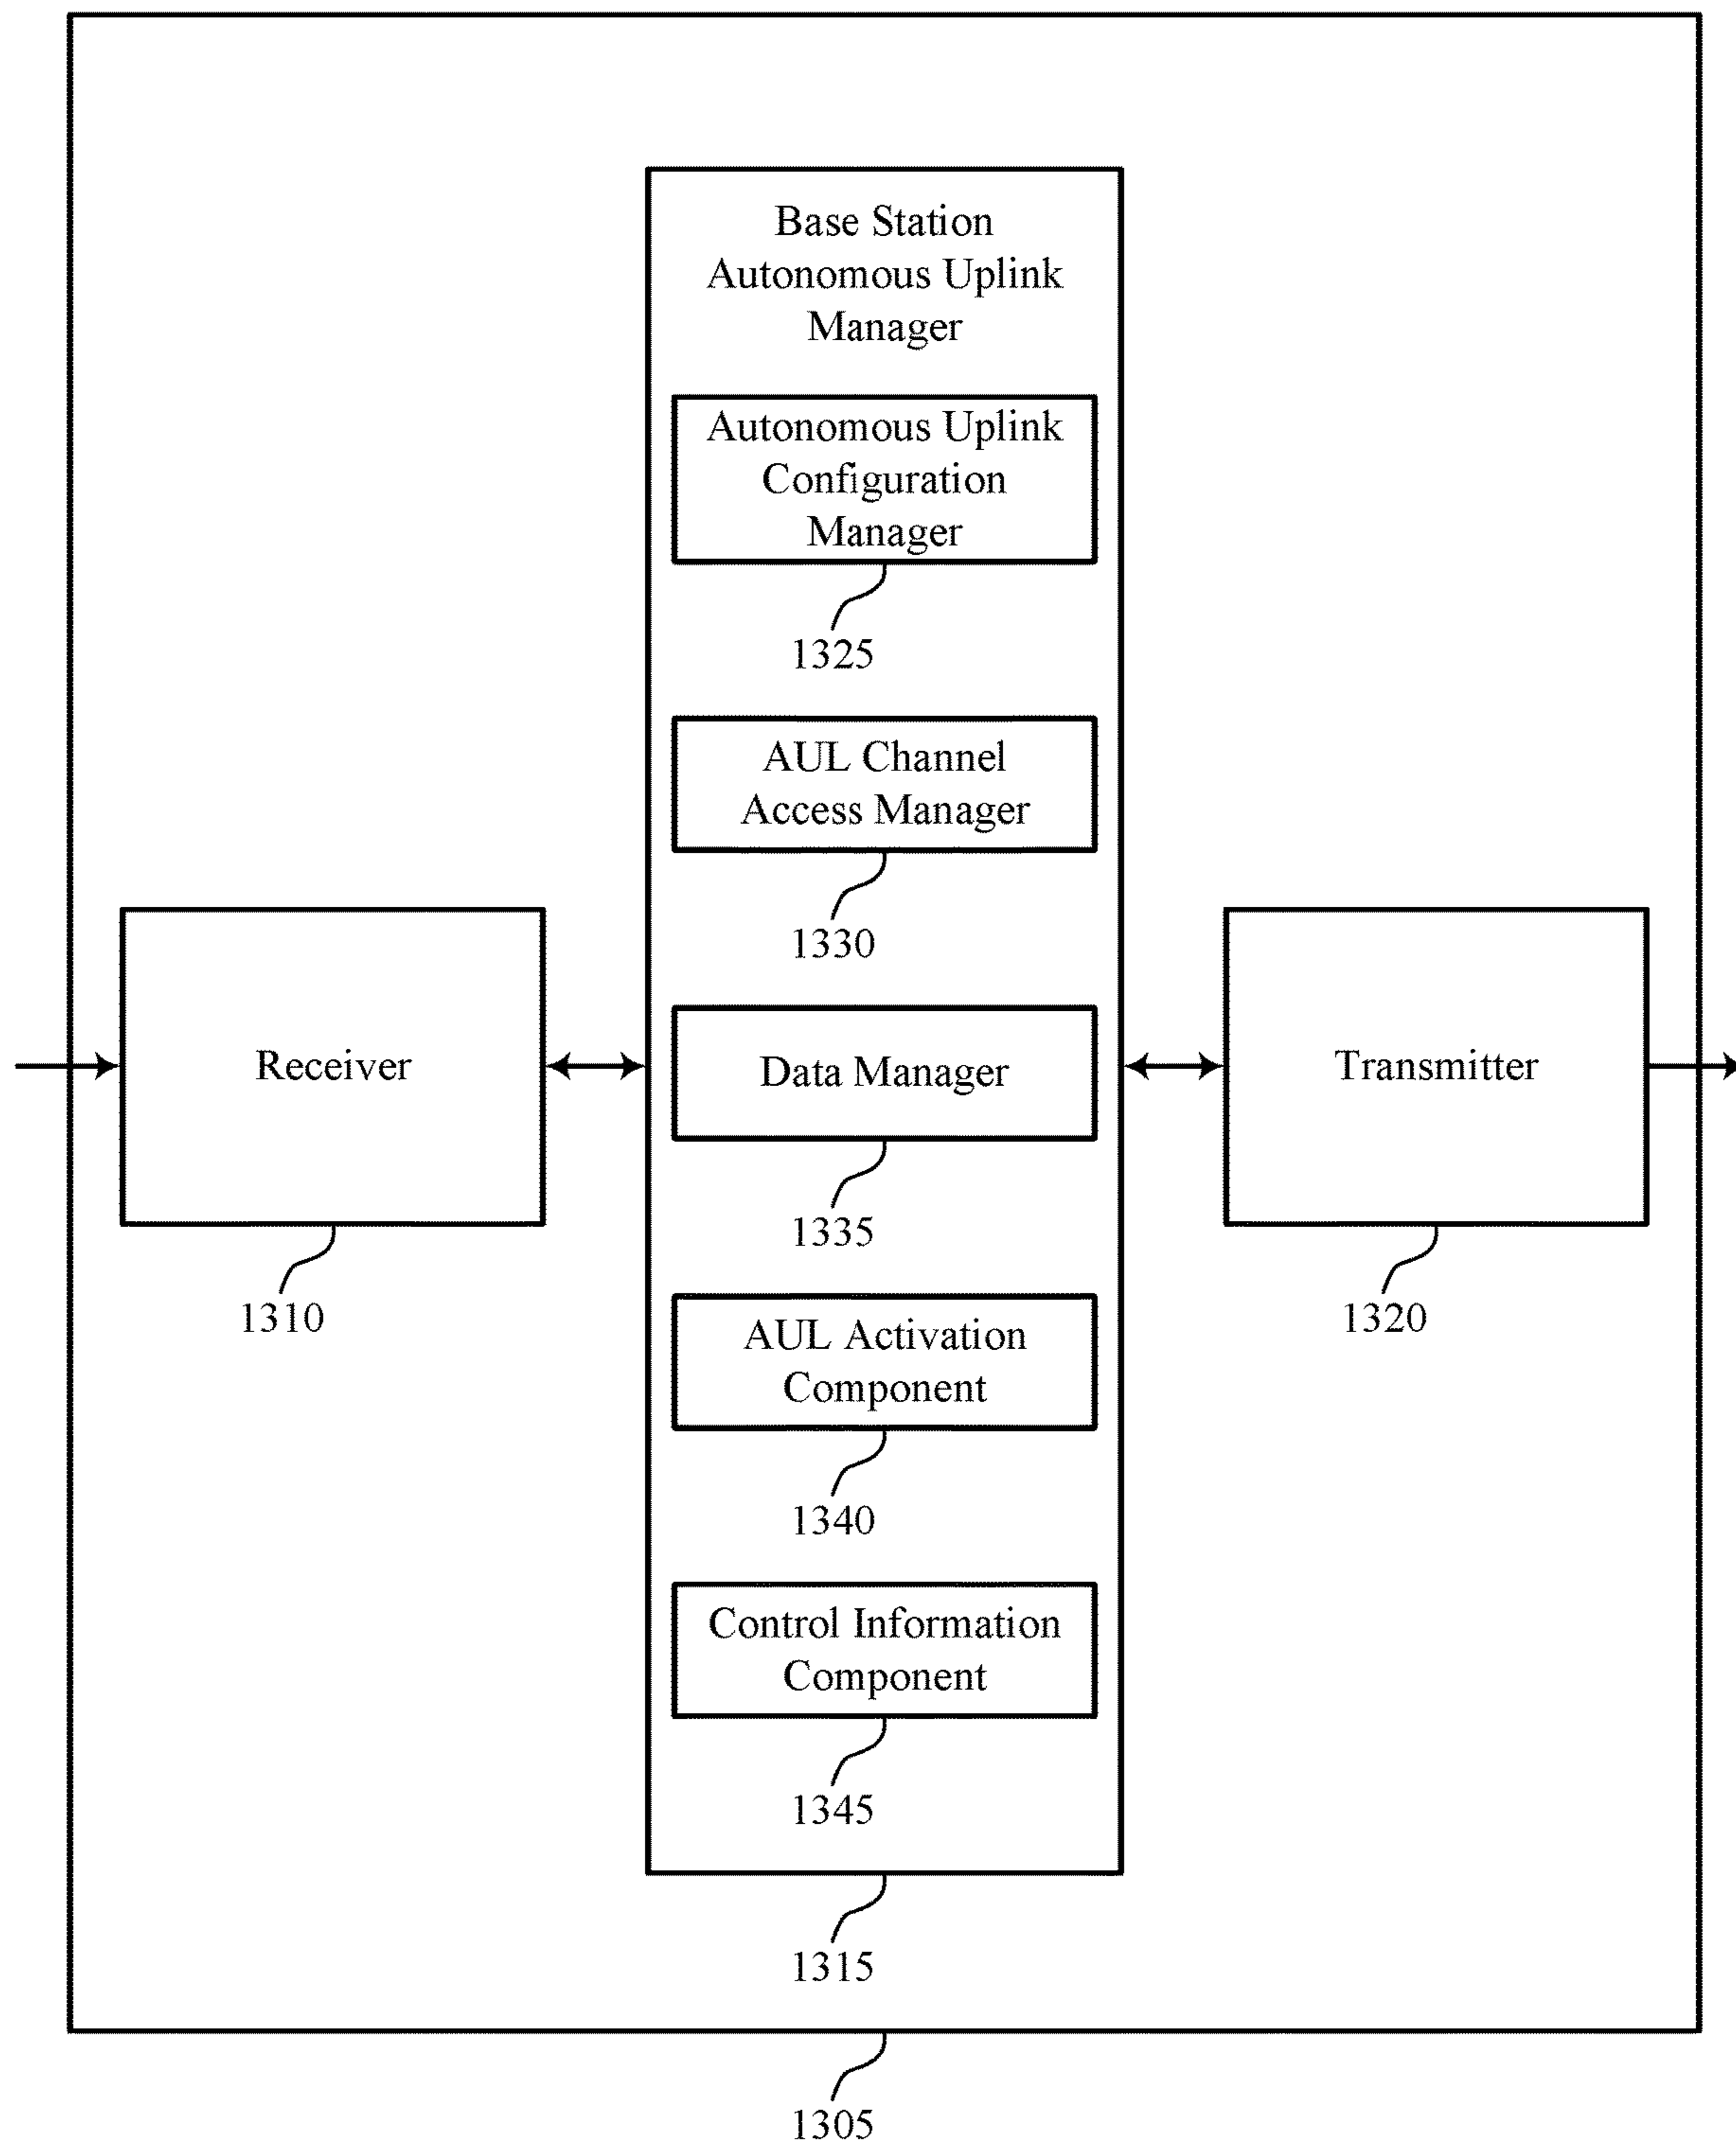 Base Station
Autonomous Uplink
Manager
Autonomous Uplink
Configuration
Manager
1325
AUL Channel
Access Manager
1330
Receiver
1310
Data Manager
1335
Transmitter
1320
AUL Activation
Component
1340
Control Information
Component
1345
1315
1305